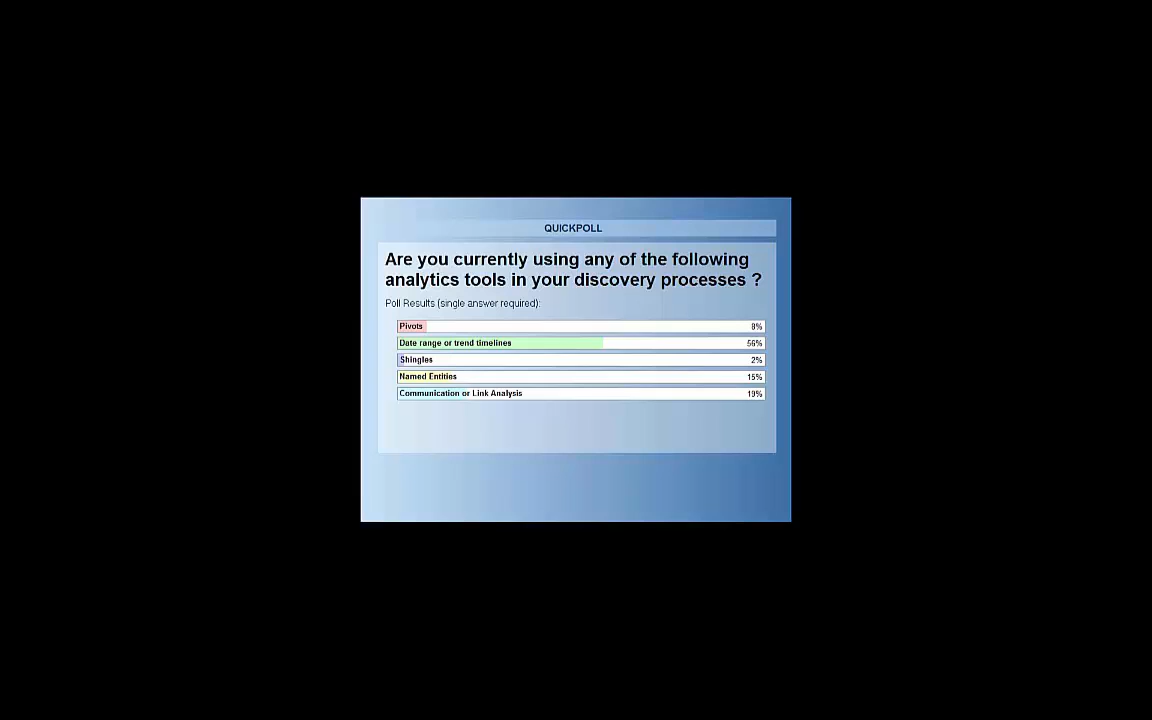 QUICKPOLL
Are you currently using any of the following
analytics tools in your discovery processes ?
Poll Results (single answer required):
Pivots 8%
Date range or trend timelines 56%
Shingles 2%
Named Entities 15%
Communication or Link Analysis 19%